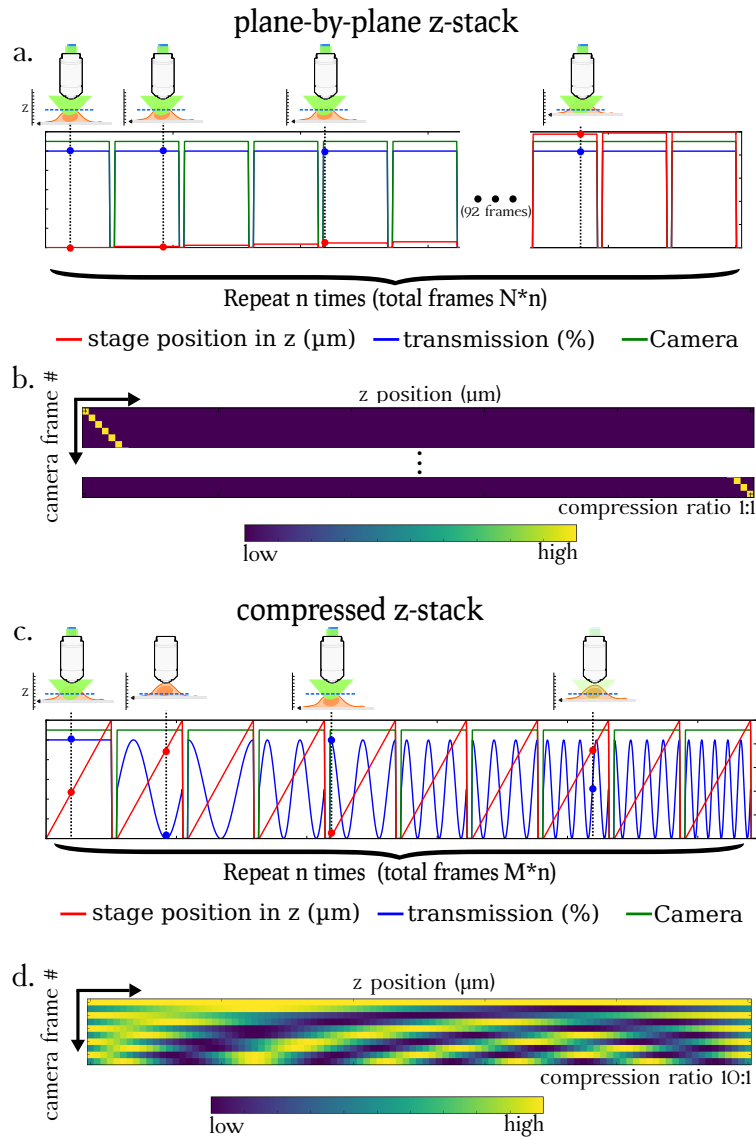 plane-by-plane z-stack
a.
z
• • •
(92 frames)
Repeat n times (total frames N*n)
stage position in z (μm) transmission (%) Camera
b.
camera frame #
z position (μm)
compression ratio 1:1
low high
compressed z-stack
c.
z
Repeat n times (total frames M*n)
stage position in z (μm) transmission (%) Camera
d.
camera frame #
z position (μm)
compression ratio 10:1
low high